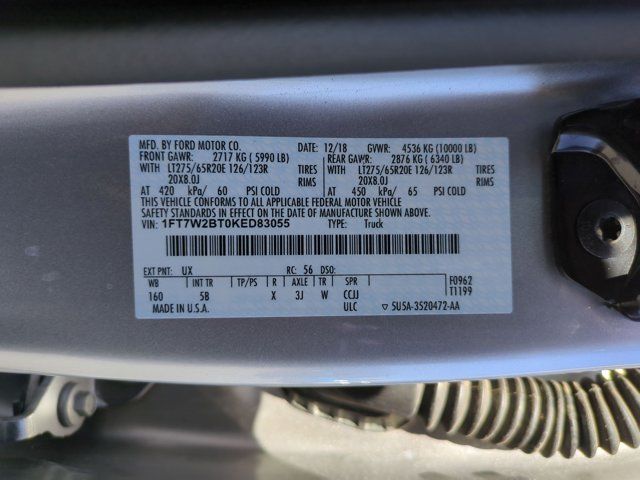 MFD. BY FORD MOTOR CO. 12/18 GVWR: 4536 KG (10000 LB)
FRONT GAWR: 2717 KG ( 5990 LB) REAR GAWR: 2876 KG ( 6340 LB)
WITH LT275/65R20E 126/123R TIRES WITH LT275/65R20E 126/123R TIRES
20X8.0J RIMS 20X8.0J RIMS
AT 420 kPa/ 60 PSI COLD AT 450 kPa/ 65 PSI COLD
THIS VEHICLE CONFORMS TO ALL APPLICABLE FEDERAL MOTOR VEHICLE
SAFETY STANDARDS IN EFFECT ON THE DATE OF MANUFACTURE SHOWN ABOVE.
VIN: 1FT7W2BT0KED83055 TYPE: Truck
EXT PNT: UX RC: 56 DSO: F0962
WB INT TR TP/PS R AXLE TR SPR T1199
160 5B X 3J W CCJJ
MADE IN U.S.A. ULC ▽ 5U5A-3520472-AA